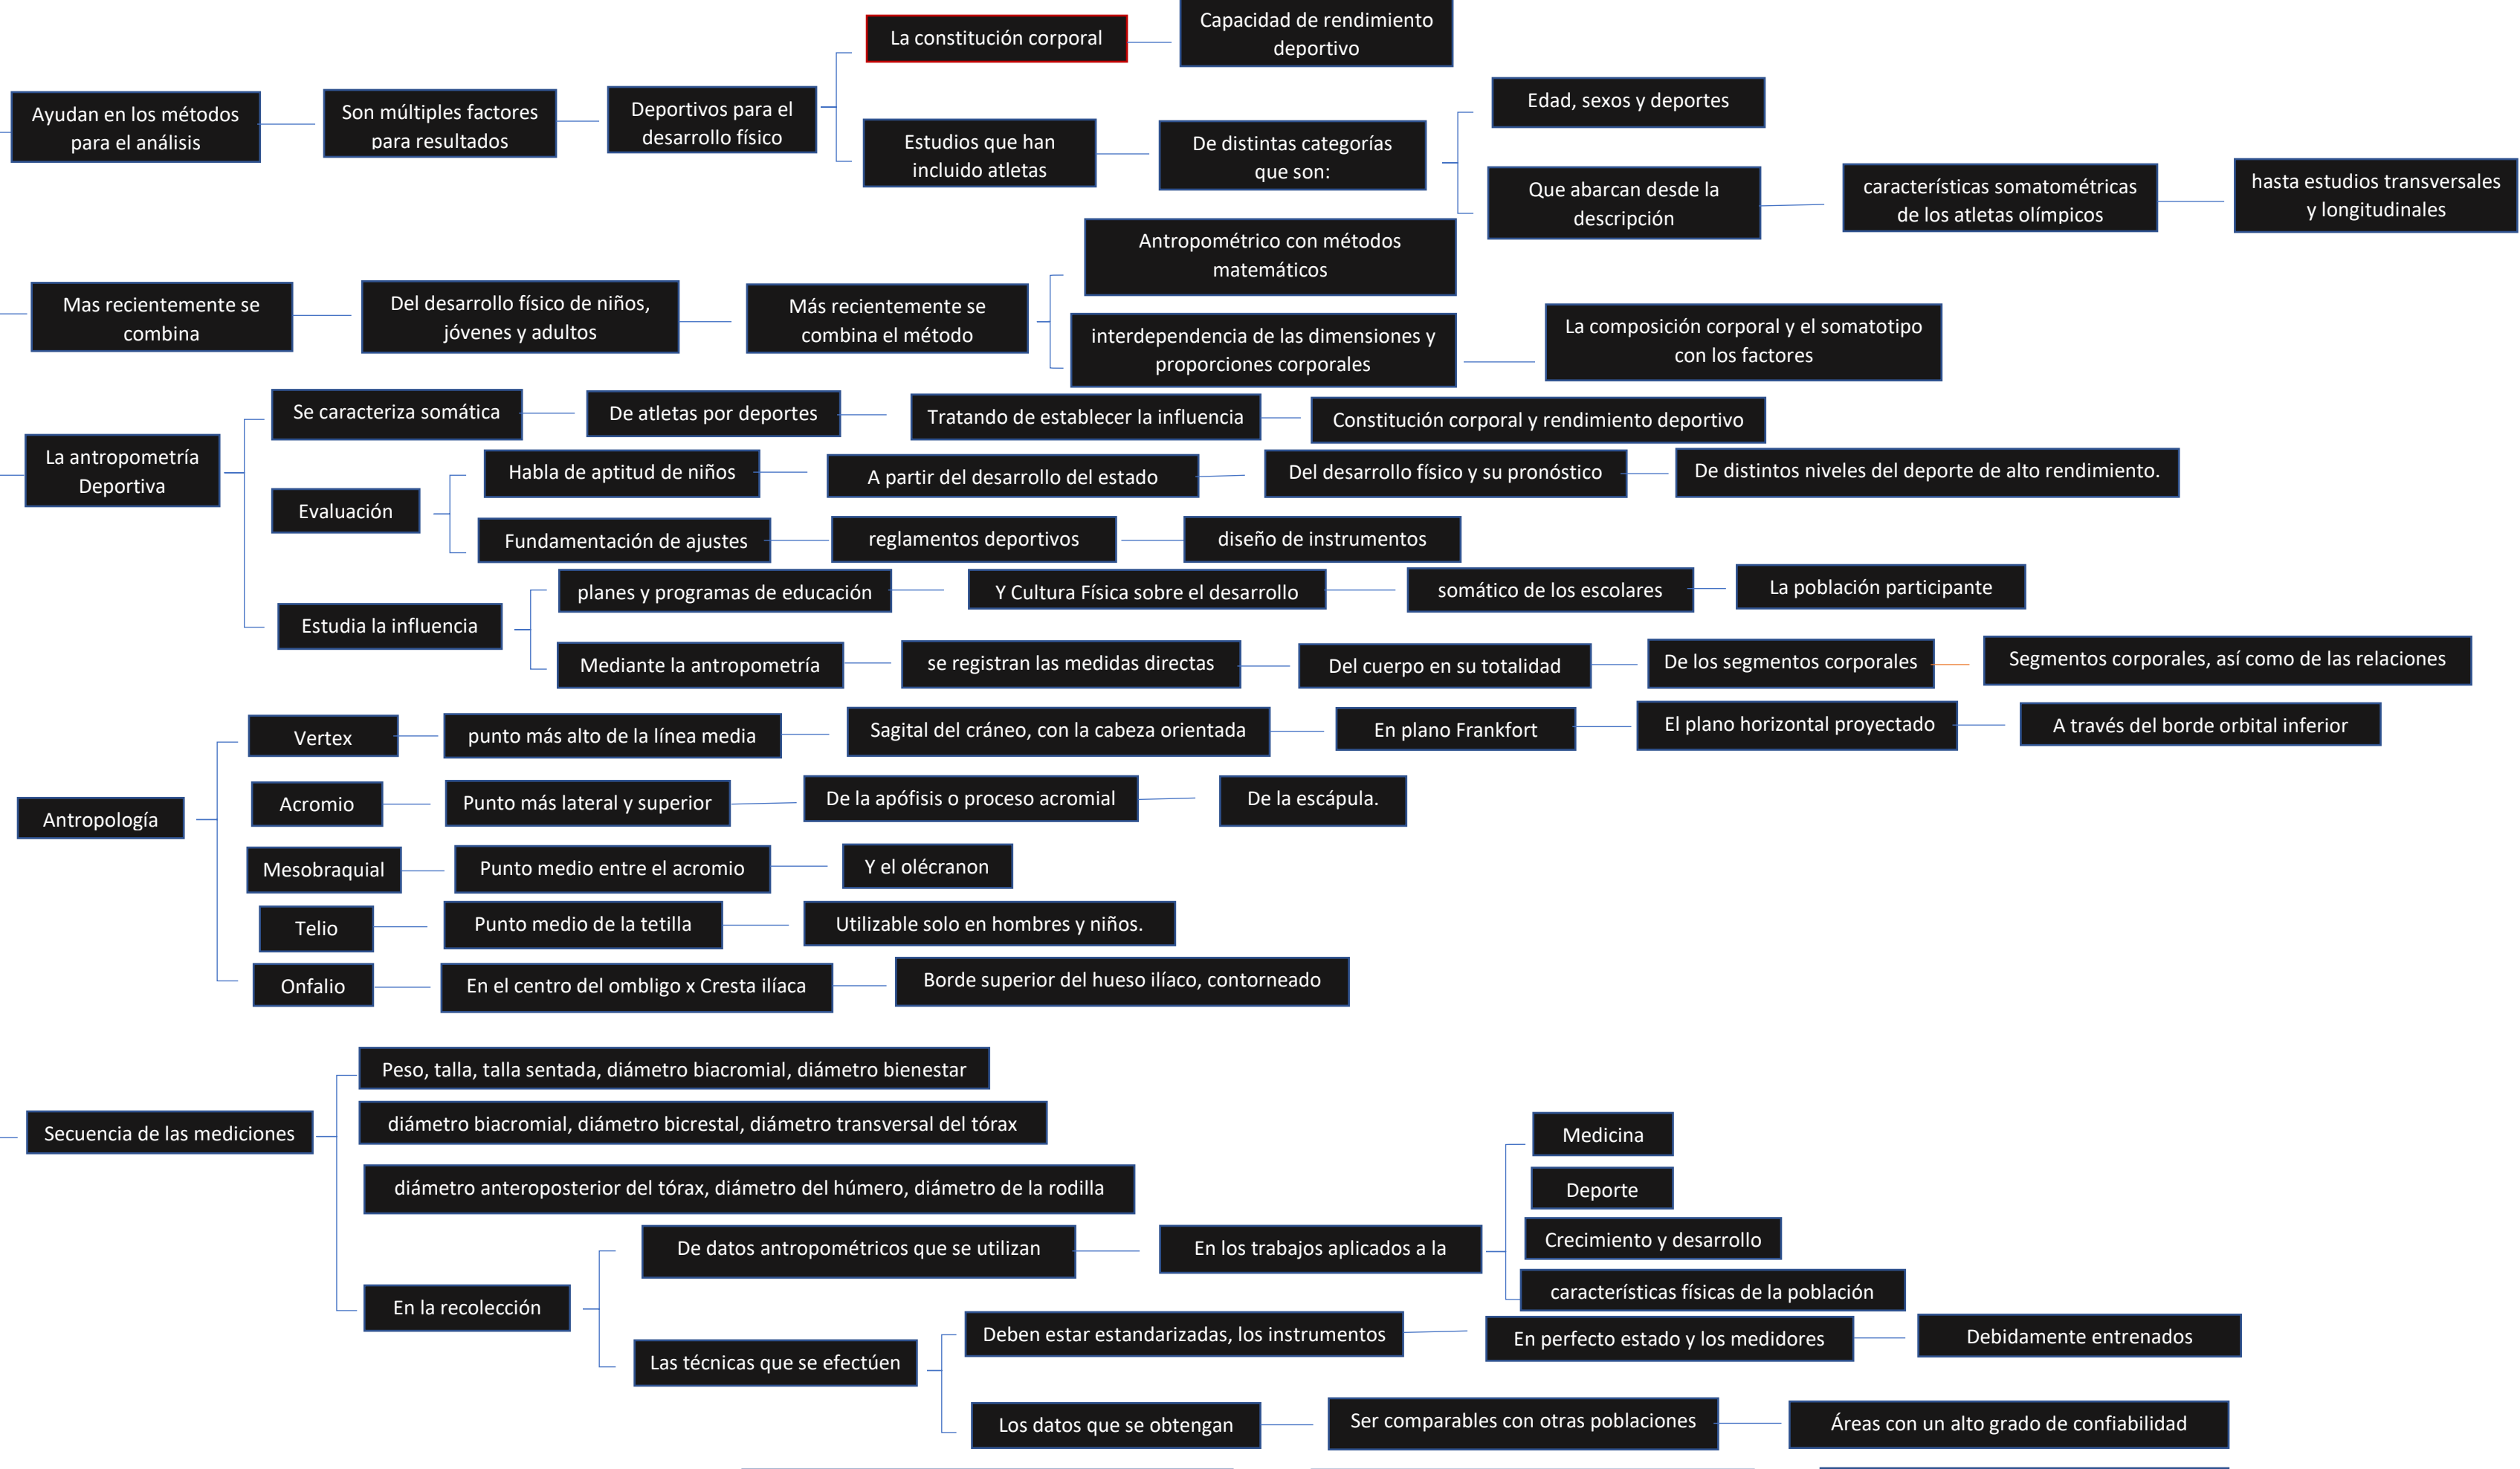 La constitución corporal
Capacidad de rendimiento
deportivo
Ayudan en los métodos
para el análisis
Son múltiples factores
para resultados
Deportivos para el
desarrollo físico
Estudios que han
incluido atletas
De distintas categorías
que son:
Edad, sexos y deportes
Que abarcan desde la
descripción
características somatométricas
de los atletas olímpicos
hasta estudios transversales
y longitudinales
Mas recientemente se
combina
Del desarrollo físico de niños,
jóvenes y adultos
Más recientemente se
combina el método
Antropométrico con métodos
matemáticos
interdependencia de las dimensiones y
proporciones corporales
La composición corporal y el somatotipo
con los factores
La antropometría
Deportiva
Se caracteriza somática
De atletas por deportes
Tratando de establecer la influencia
Constitución corporal y rendimiento deportivo
Evaluación
Habla de aptitud de niños
A partir del desarrollo del estado
Del desarrollo físico y su pronóstico
De distintos niveles del deporte de alto rendimiento.
Fundamentación de ajustes
reglamentos deportivos
diseño de instrumentos
Estudia la influencia
planes y programas de educación
Y Cultura Física sobre el desarrollo
somático de los escolares
La población participante
Mediante la antropometría
se registran las medidas directas
Del cuerpo en su totalidad
De los segmentos corporales
Segmentos corporales, así como de las relaciones
Antropología
Vertex
punto más alto de la línea media
Sagital del cráneo, con la cabeza orientada
En plano Frankfort
El plano horizontal proyectado
A través del borde orbital inferior
Acromio
Punto más lateral y superior
De la apófisis o proceso acromial
De la escápula.
Mesobraquial
Punto medio entre el acromio
Y el olécranon
Telio
Punto medio de la tetilla
Utilizable solo en hombres y niños.
Onfalio
En el centro del ombligo x Cresta ilíaca
Borde superior del hueso ilíaco, contorneado
Secuencia de las mediciones
Peso, talla, talla sentada, diámetro biacromial, diámetro bienestar
diámetro biacromial, diámetro bicrestal, diámetro transversal del tórax
diámetro anteroposterior del tórax, diámetro del húmero, diámetro de la rodilla
En la recolección
De datos antropométricos que se utilizan
En los trabajos aplicados a la
Medicina
Deporte
Crecimiento y desarrollo
características físicas de la población
Las técnicas que se efectúen
Deben estar estandarizadas, los instrumentos
En perfecto estado y los medidores
Debidamente entrenados
Los datos que se obtengan
Ser comparables con otras poblaciones
Áreas con un alto grado de confiabilidad